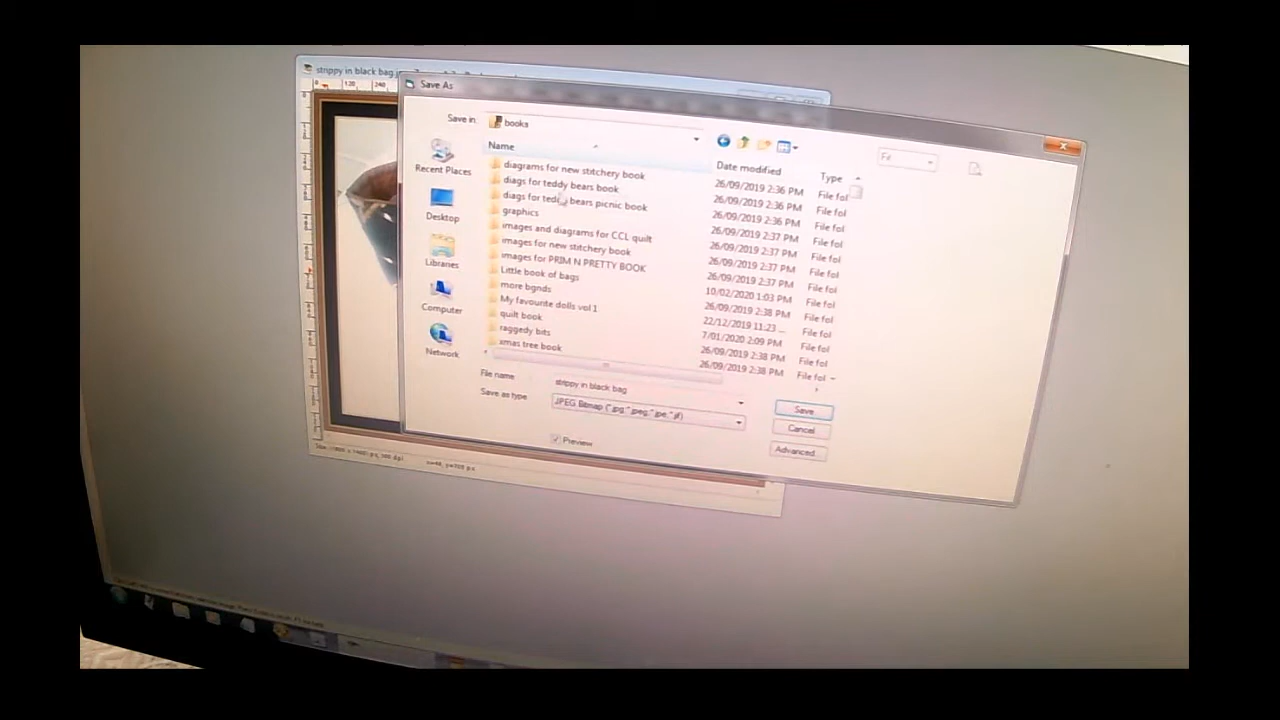 strippy in black bag
0 120 240
Save As
Save in: books
Name Date modified Type
diagrams for new stitchery book 26/09/2019 2:36 PM File fol
diags for teddy bears book 26/09/2019 2:36 PM File fol
diags for teddy bears picnic book 26/09/2019 2:36 PM File fol
graphics 26/09/2019 2:37 PM File fol
images and diagrams for CCL quilt 26/09/2019 2:37 PM File fol
images for new stitchery book 26/09/2019 2:37 PM File fol
images for PRIM N PRETTY BOOK 26/09/2019 2:37 PM File fol
Little book of bags 10/02/2020 1:03 PM File fol
more bgnds 26/09/2019 2:38 PM File fol
My favourite dolls vol 1 22/12/2019 11:23 ... File fol
quilt book 7/01/2020 2:09 PM File fol
raggedy bits 26/09/2019 2:38 PM File fol
xmas tree book 26/09/2019 2:38 PM File fol
Recent Places
Desktop
Libraries
Computer
Network
File name strippy in black bag
Save as type JPEG Bitmap (*.jpg;*.jpeg;*.jpe;*.jif)
Save
Cancel
Advanced...
Preview